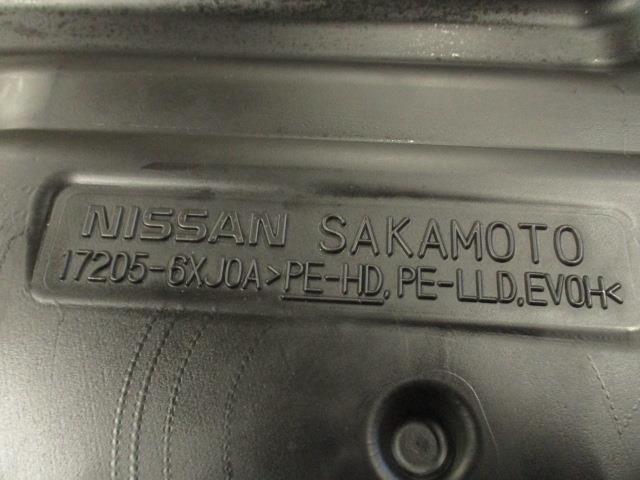 NISSAN SAKAMOTO
17205-6XJ0A>PE-HD,PE-LLD,EVOH<